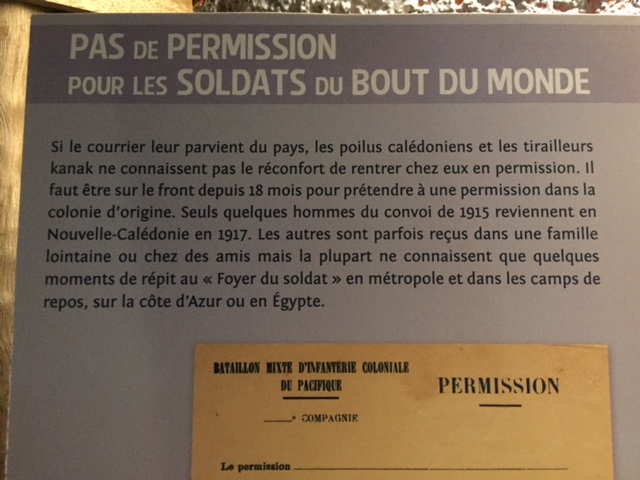 PAS DE PERMISSION
POUR LES SOLDATS DU BOUT DU MONDE
Si le courrier leur parvient du pays, les poilus calédoniens et les tirailleurs
kanak ne connaissent pas le réconfort de rentrer chez eux en permission. Il
faut être sur le front depuis 18 mois pour prétendre à une permission dans la
colonie d'origine. Seuls quelques hommes du convoi de 1915 reviennent en
Nouvelle-Calédonie en 1917. Les autres sont parfois reçus dans une famille
lointaine ou chez des amis mais la plupart ne connaissent que quelques
moments de répit au « Foyer du soldat » en métropole et dans les camps de
repos, sur la côte d'Azur ou en Égypte.
BATAILLON MIXTE D'INFANTERIE COLONIALE
DU PACIFIQUE
PERMISSION
____e COMPAGNIE
Le permission